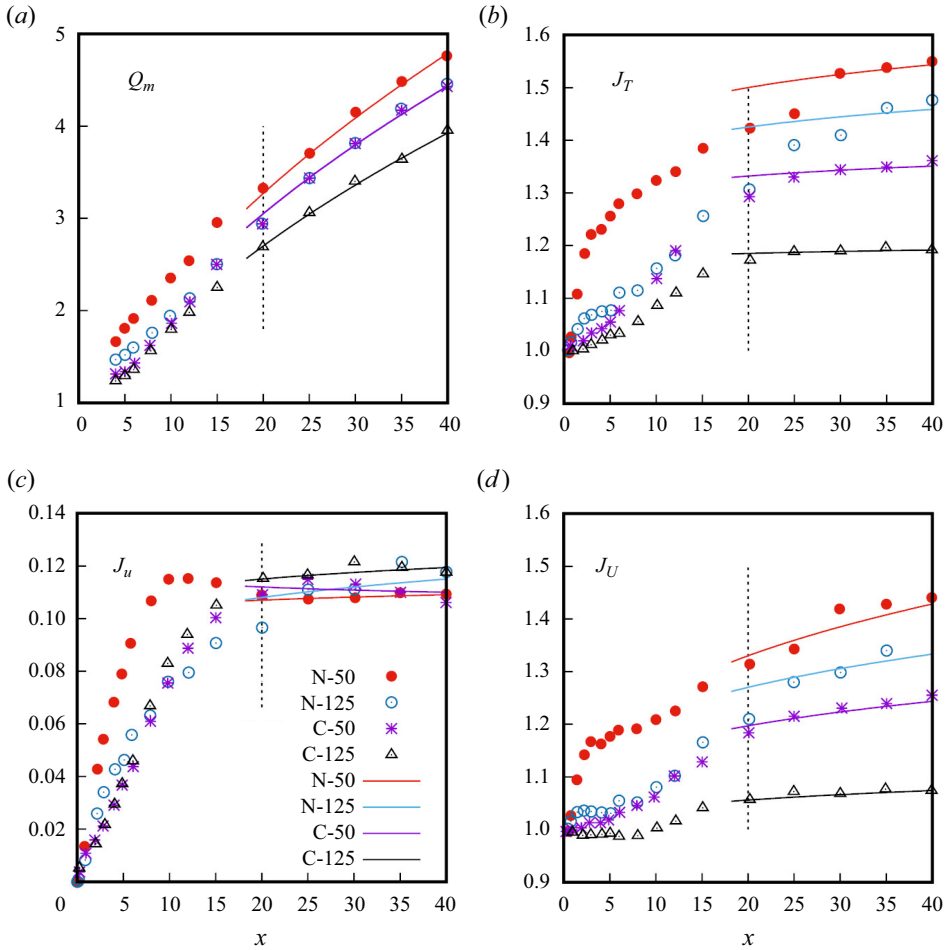 (a)
5
4
3
2
1
Q_m
0 5 10 15 20 25 30 35 40
(b)
1.6
1.5
1.4
1.3
1.2
1.1
1.0
0.9
J_T
0 5 10 15 20 25 30 35 40
(c)
0.14
0.12
0.10
0.08
0.06
0.04
0.02
J_u
N-50
N-125
C-50
C-125
N-50
N-125
C-50
C-125
0 5 10 15 20 25 30 35 40
x
(d)
1.6
1.5
1.4
1.3
1.2
1.1
1.0
0.9
J_U
0 5 10 15 20 25 30 35 40
x